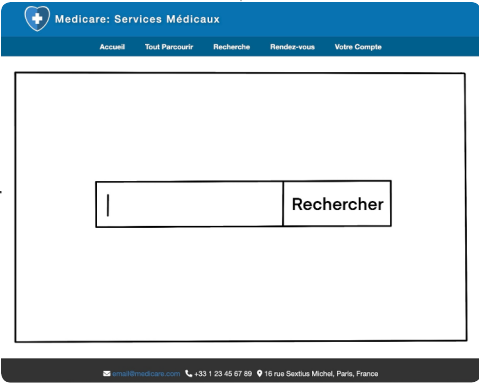 Medicare: Services Médicaux
Accueil Tout Parcourir Recherche Rendez-vous Votre Compte
Rechercher
email@medicare.com +33 1 23 45 67 89 16 rue Sextius Michel, Paris, France